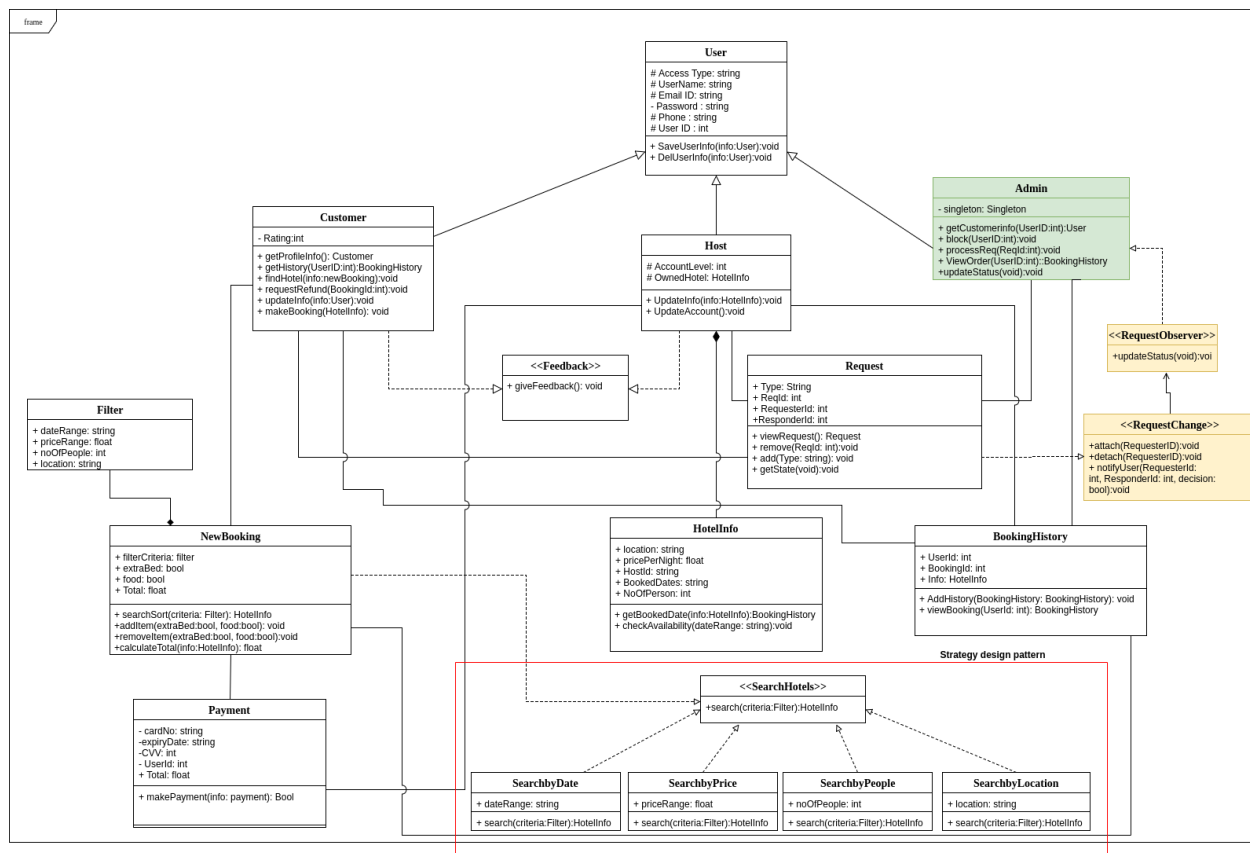 frame
User
# Access Type: string
# UserName: string
# Email ID: string
- Password : string
# Phone : string
# User ID : int
+ SaveUserInfo(info:User):void
+ DelUserInfo(info:User):void
Admin
- singleton: Singleton
+ getCustomerinfo(UserID:int):User
+ block(UserID:int):void
+ processReq(ReqId:int):void
+ ViewOrder(UserID:int)::BookingHistory
+updateStatus(void):void
Customer
- Rating:int
+ getProfileInfo(): Customer
+ getHistory(UserID:int):BookingHistory
+ findHotel(info:newBooking):void
+ requestRefund(BookingId:int):void
+ updateInfo(info:User):void
+ makeBooking(HotelInfo): void
Host
# AccountLevel: int
# OwnedHotel: HotelInfo
+ UpdateInfo(info:HotelInfo):void
+ UpdateAccount():void
<<RequestObserver>>
+updateStatus(void):voi
<<Feedback>>
+ giveFeedback(): void
Request
+ Type: String
+ ReqId: int
+ RequesterId: int
+ResponderId: int
+ viewRequest(): Request
+ remove(ReqId: int):void
+ add(Type: string): void
+ getState(void):void
<<RequestChange>>
+attach(RequesterID):void
+detach(RequesterID):void
+ notifyUser(RequesterId:
int, ResponderId: int, decision:
bool):void
Filter
+ dateRange: string
+ priceRange: float
+ noOfPeople: int
+ location: string
NewBooking
+ filterCriteria: filter
+ extraBed: bool
+ food: bool
+ Total: float
+ searchSort(criteria: Filter): HotelInfo
+addItem(extraBed:bool, food:bool): void
+removeItem(extraBed:bool, food:bool):void
+calculateTotal(info:HotelInfo): float
HotelInfo
+ location: string
+ pricePerNight: float
+ HostId: string
+ BookedDates: string
+ NoOfPerson: int
+ getBookedDate(info:HotelInfo):BookingHistory
+ checkAvailability(dateRange: string):void
BookingHistory
+ UserId: int
+ BookingId: int
+ Info: HotelInfo
+ AddHistory(BookingHistory: BookingHistory): void
+ viewBooking(UserId: int): BookingHistory
Strategy design pattern
<<SearchHotels>>
+search(criteria:Filter):HotelInfo
Payment
- cardNo: string
-expiryDate: string
-CVV: int
- UserId: int
+ Total: float
+ makePayment(info: payment): Bool
SearchbyDate
+ dateRange: string
+ search(criteria:Filter):HotelInfo
SearchbyPrice
+ priceRange: float
+ search(criteria:Filter):HotelInfo
SearchbyPeople
+ noOfPeople: int
+ search(criteria:Filter):HotelInfo
SearchbyLocation
+ location: string
+ search(criteria:Filter):HotelInfo